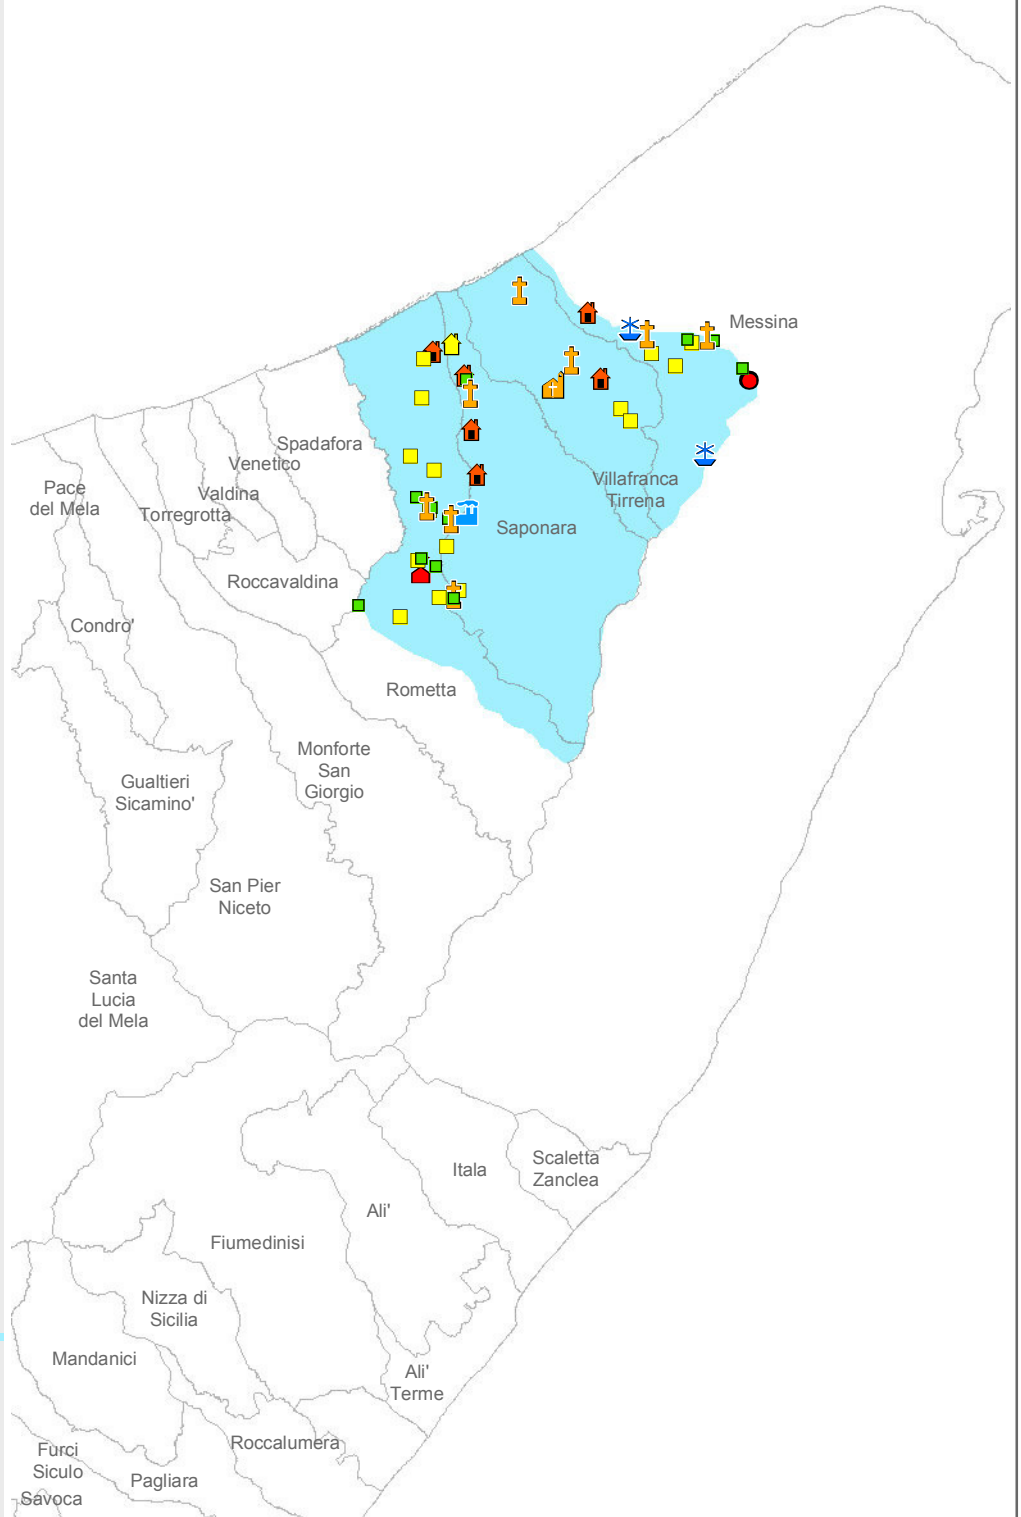 Messina
Spadafora
Venetico
Valdina
Torregrotta
Pace
del Mela
Villafranca
Tirrena
Saponara
Roccavaldina
Condro'
Rometta
Monforte
San
Giorgio
Gualtieri
Sicamino'
San Pier
Niceto
Santa
Lucia
del Mela
Itala
Scaletta
Zanclea
Ali'
Fiumedinisi
Nizza di
Sicilia
Mandanici
Ali'
Terme
Roccalumera
Furci
Siculo
Pagliara
Savoca